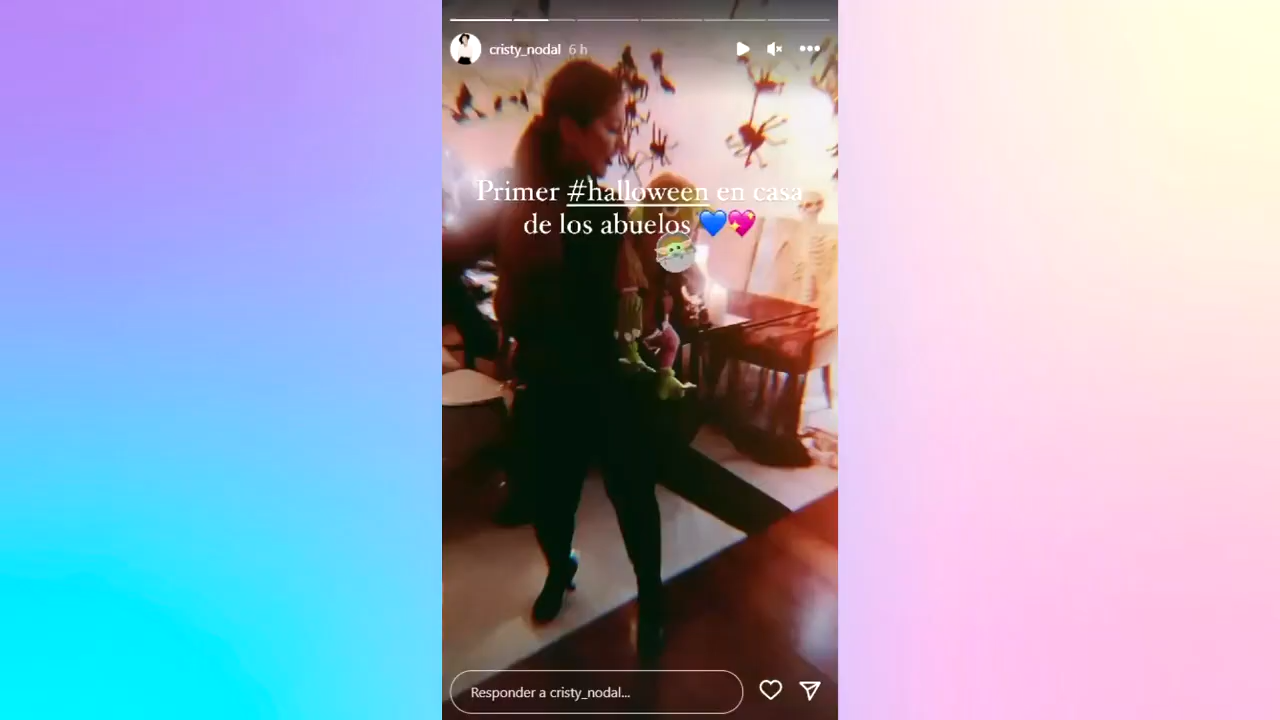 cristy_nodal 6 h
Primer #halloween en casa
de los abuelos 💙💖
Responder a cristy_nodal...